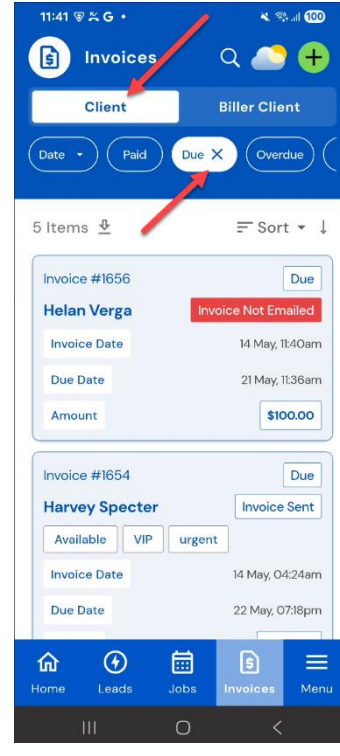 11:41 G • 100
Invoices
Client Biller Client
Date Paid Due Overdue
5 Items Sort
Invoice #1656 Due
Helan Verga Invoice Not Emailed
Invoice Date 14 May, 11:40am
Due Date 21 May, 11:36am
Amount $100.00
Invoice #1654 Due
Harvey Specter Invoice Sent
Available VIP urgent
Invoice Date 14 May, 04:24am
Due Date 22 May, 07:18pm
Home Leads Jobs Invoices Menu